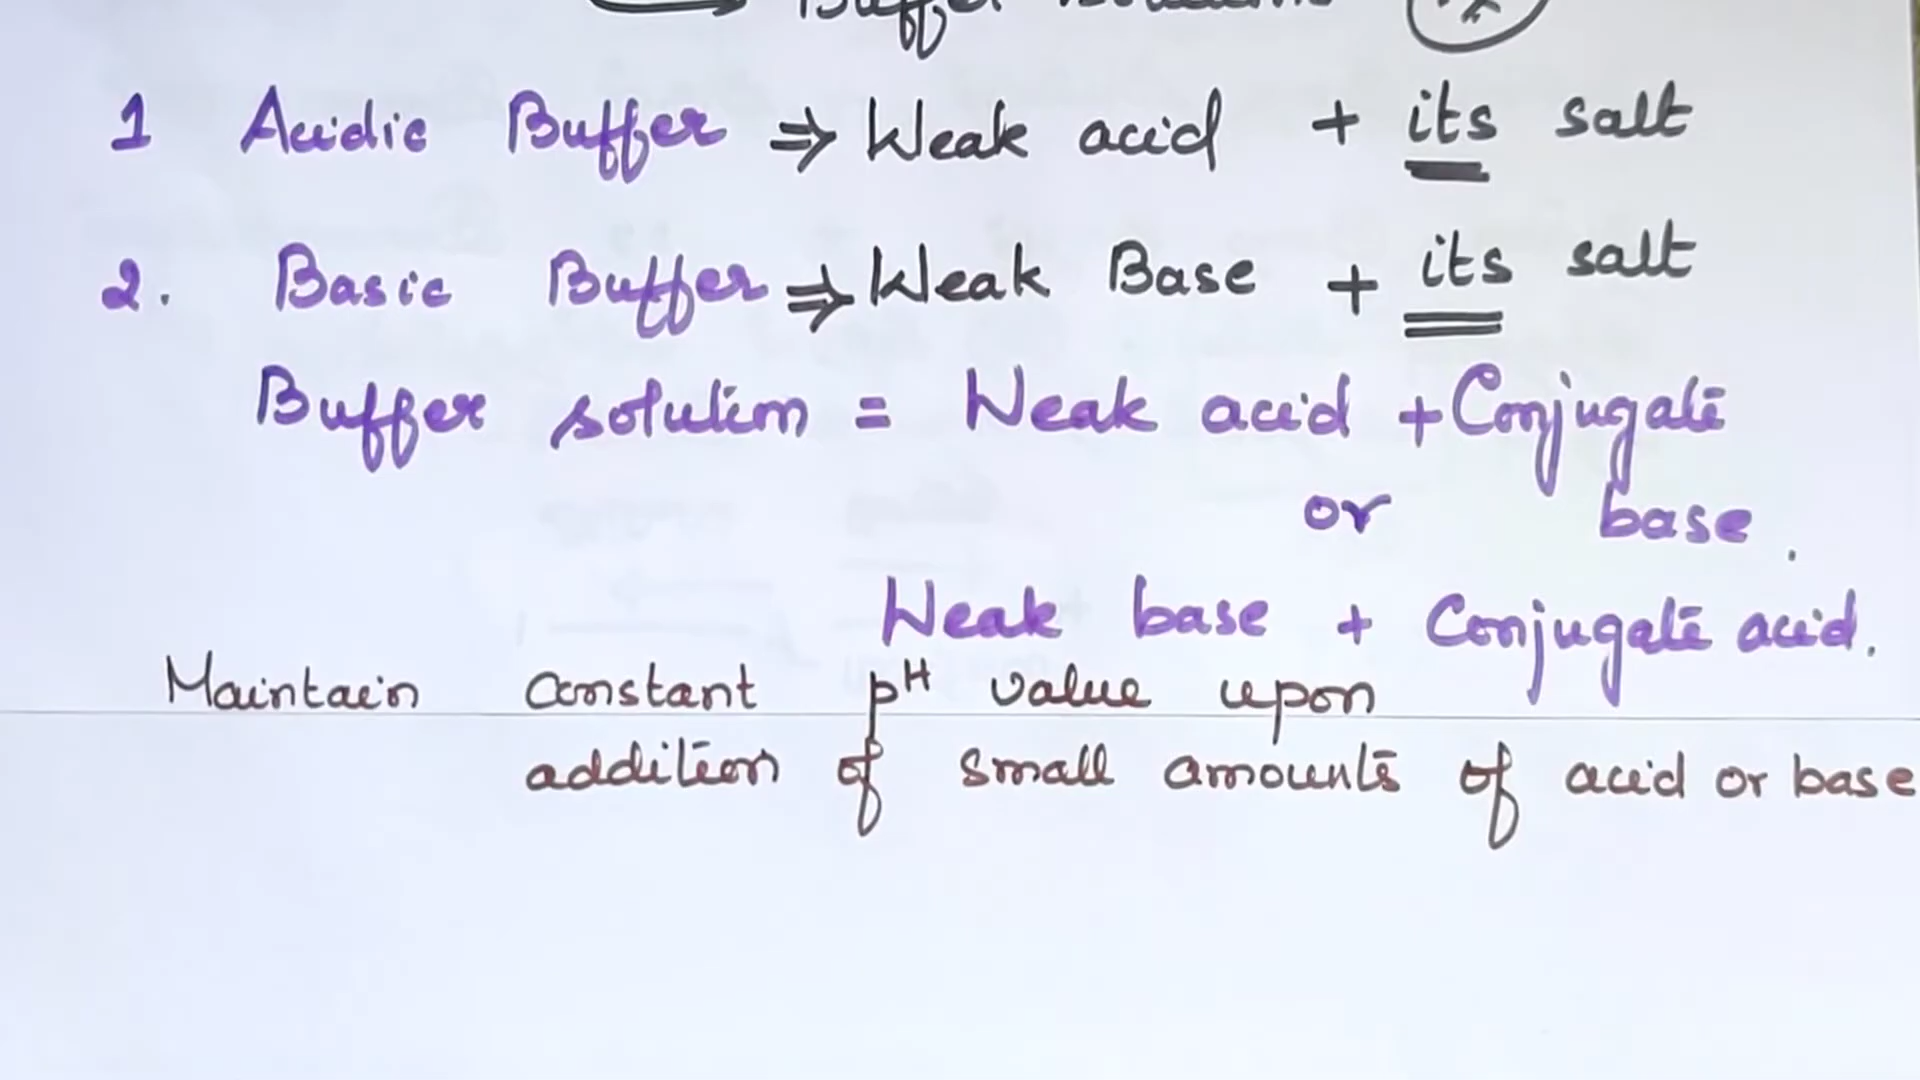 Buffer
1 Acidic Buffer ⇒ Weak acid + its salt
2. Basic Buffer ⇒ Weak Base + its salt
Buffer solution = Weak acid + Conjugate
or base.
Weak base + Conjugate acid.
Maintain constant pH value upon
addition of small amounts of acid or base